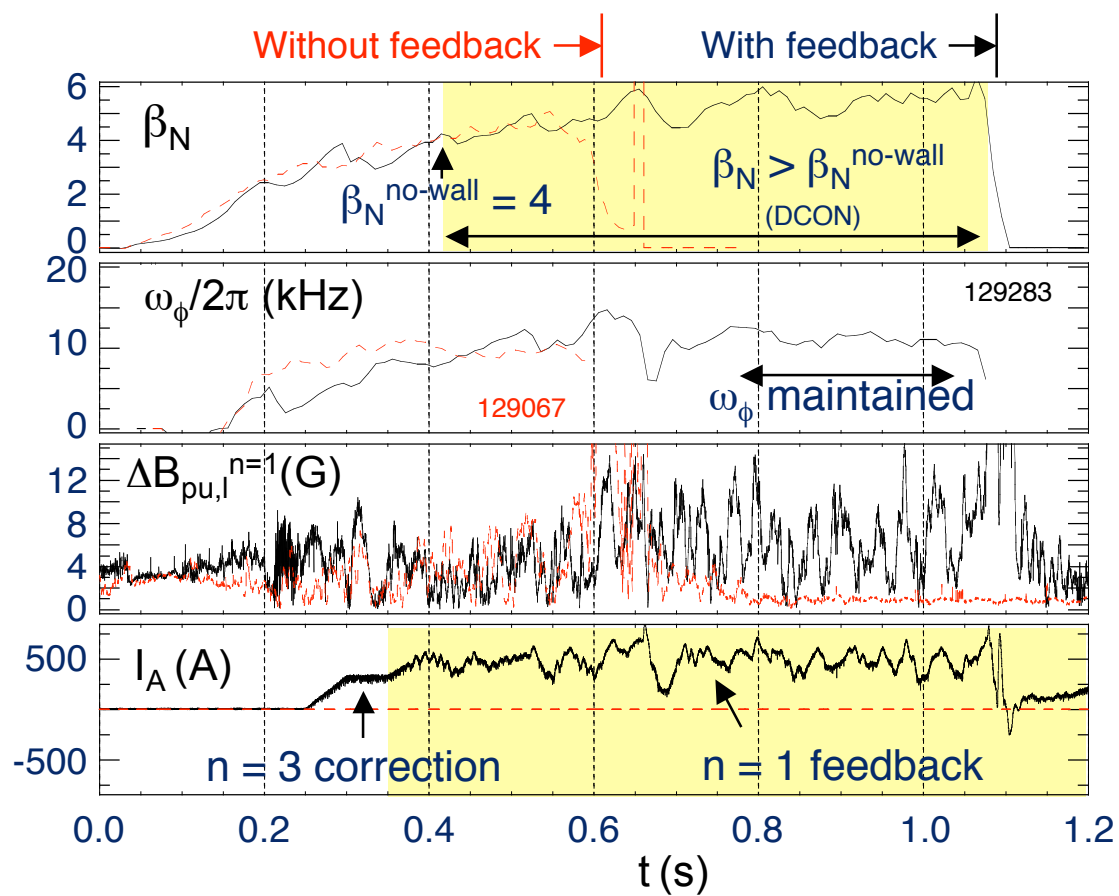 Without feedback
With feedback
6
4
2
0
β_N
β_N^no-wall = 4
β_N > β_N^no-wall
(DCON)
20
10
0
ω_ϕ/2π (kHz)
129283
129067
ω_ϕ maintained
12
8
4
0
ΔB_pu,l^n=1 (G)
500
-500
I_A (A)
n = 3 correction
n = 1 feedback
0.0 0.2 0.4 0.6 0.8 1.0 1.2
t (s)